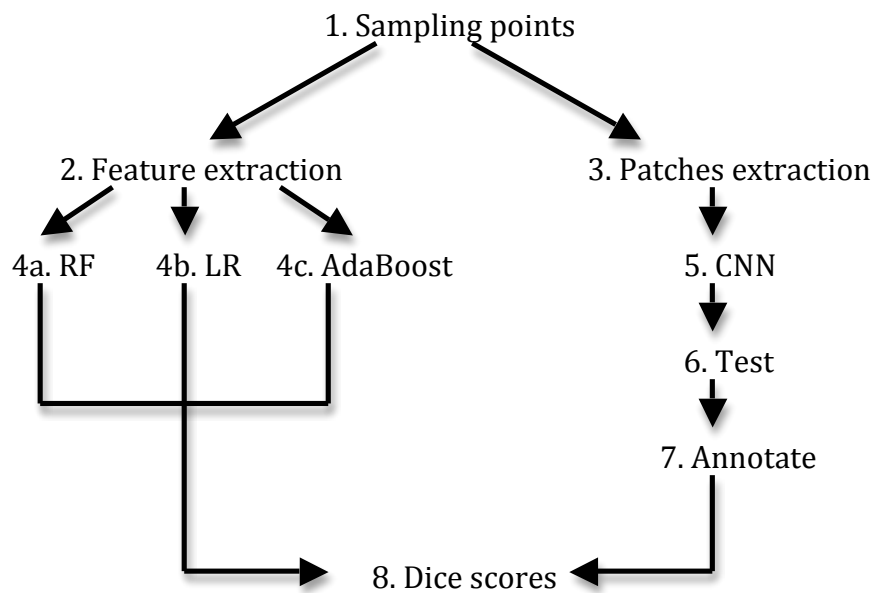 1. Sampling points
2. Feature extraction
3. Patches extraction
4a. RF
4b. LR
4c. AdaBoost
5. CNN
6. Test
7. Annotate
8. Dice scores